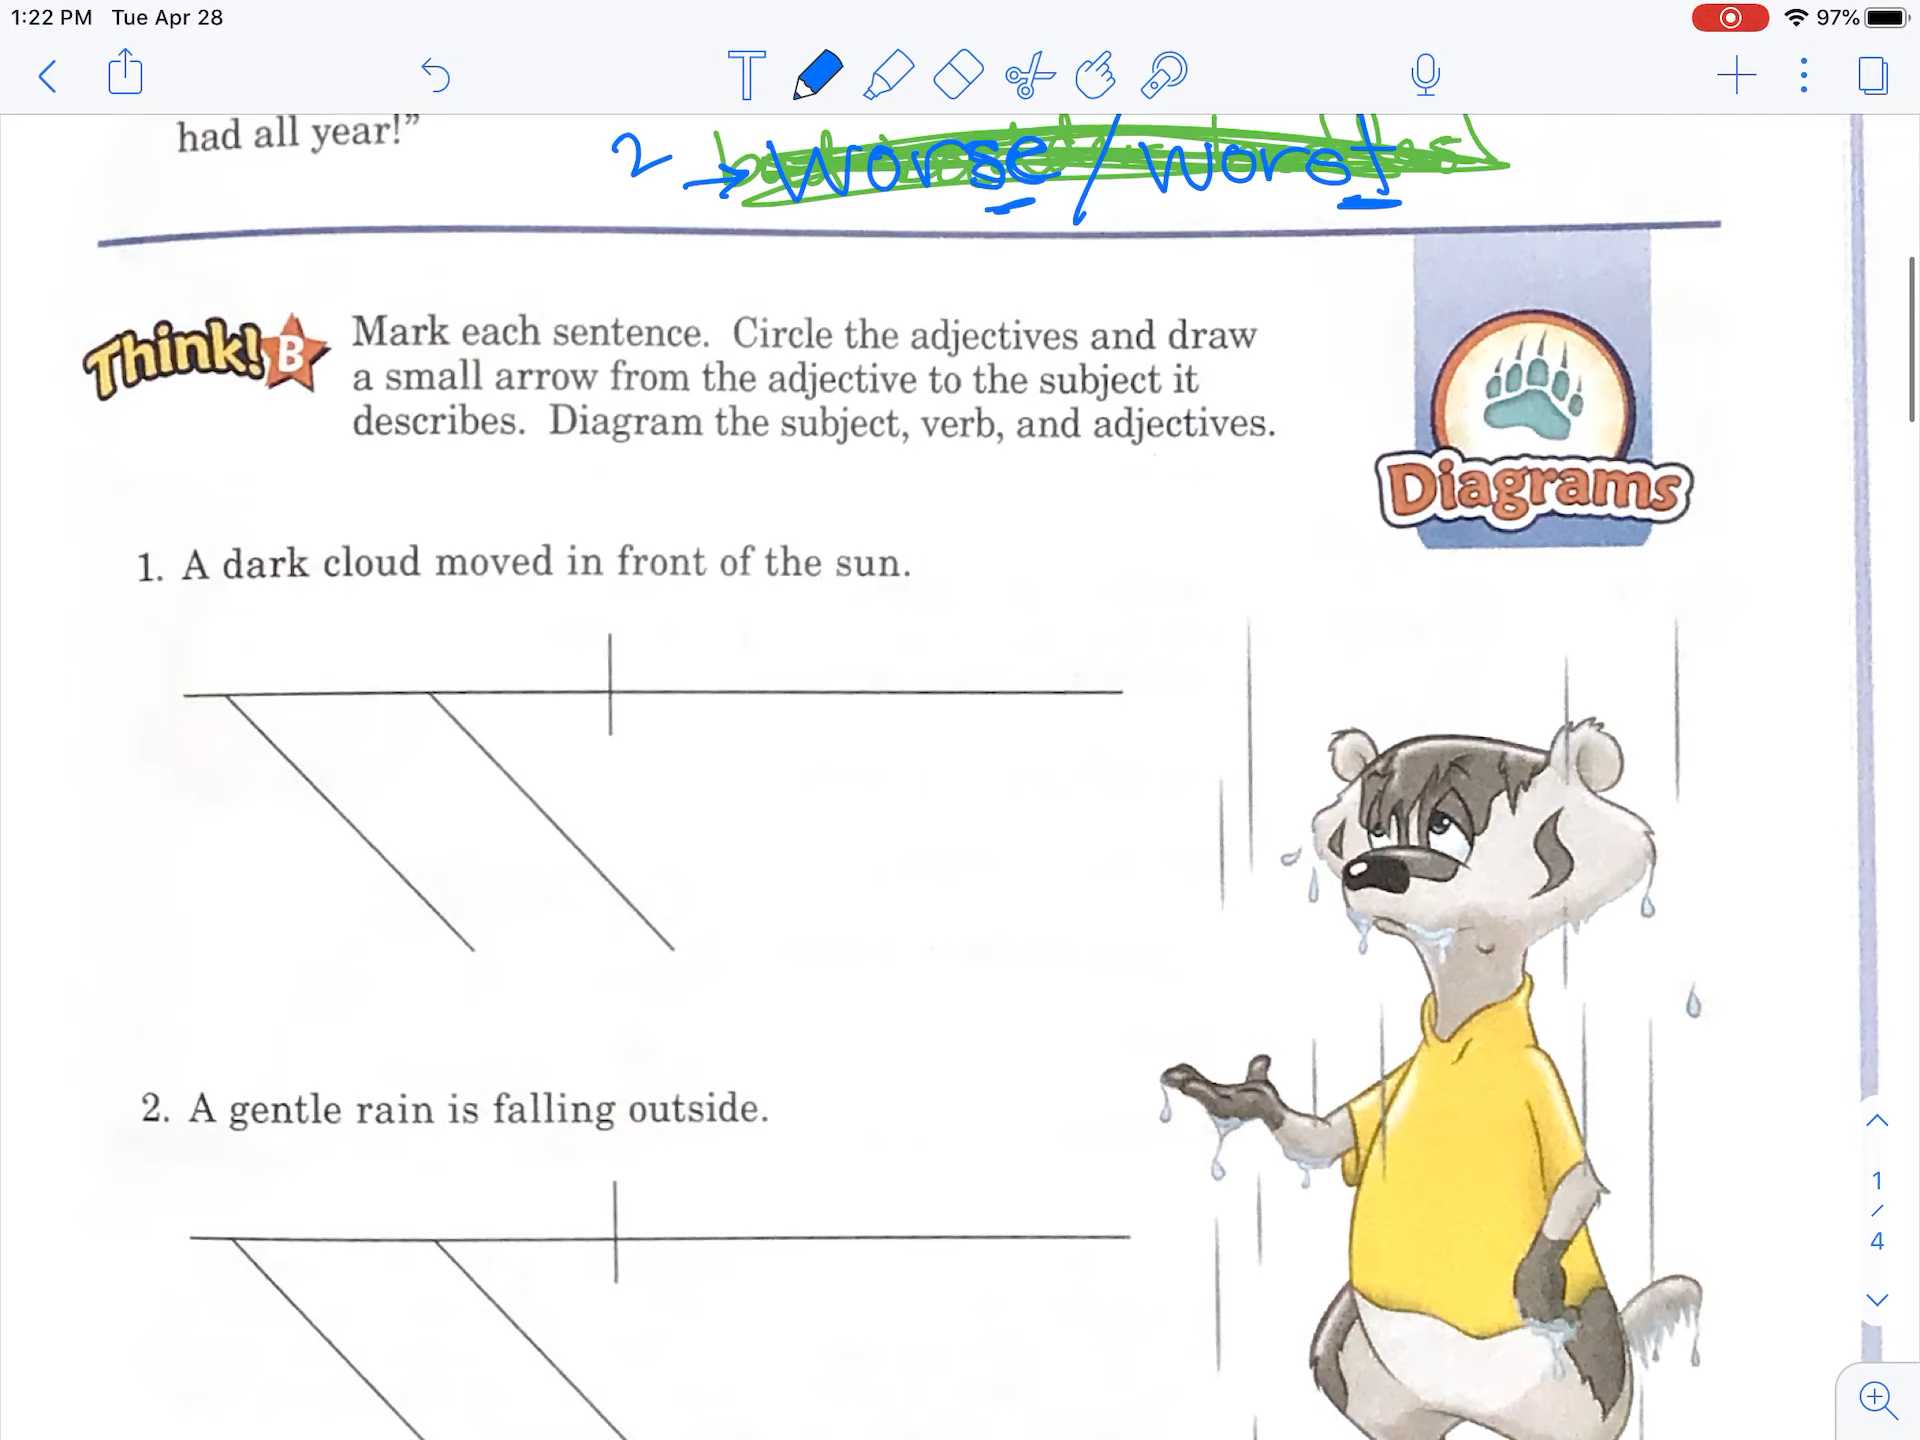 1:22 PM Tue Apr 28
97%
T
had all year!”
2 → worse / worst
Think! B
Mark each sentence. Circle the adjectives and draw
a small arrow from the adjective to the subject it
describes. Diagram the subject, verb, and adjectives.
Diagrams
1. A dark cloud moved in front of the sun.
2. A gentle rain is falling outside.
1
/
4